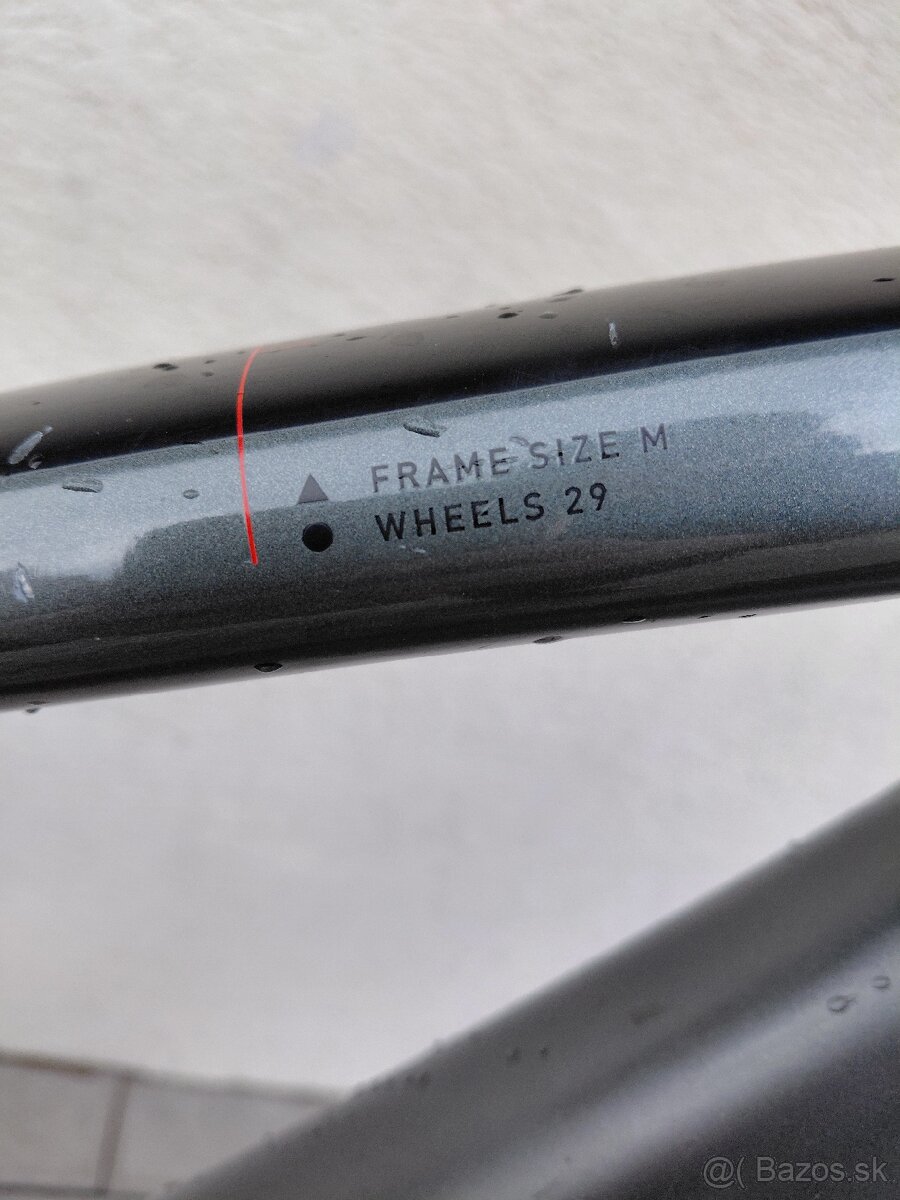 FRAME SIZE M
WHEELS 29
@( Bazos.sk